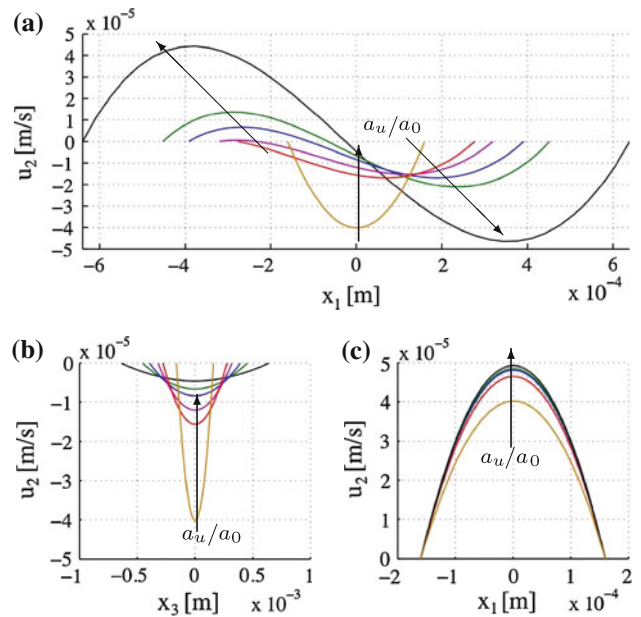 (a)
x 10⁻⁵
5
4
3
2
1
0
−1
−2
−3
−4
−5
u₂ [m/s]
a_u/a_0
−6 −4 −2 0 2 4 6
x₁ [m]
x 10⁻⁴
(b)
x 10⁻⁵
0
−1
−2
−3
−4
−5
u₂ [m/s]
a_u/a_0
−1 −0.5 0 0.5 1
x₃ [m]
x 10⁻³
(c)
x 10⁻⁵
5
4
3
2
1
0
u₂ [m/s]
a_u/a_0
−2 −1 0 1 2
x₁ [m]
x 10⁻⁴